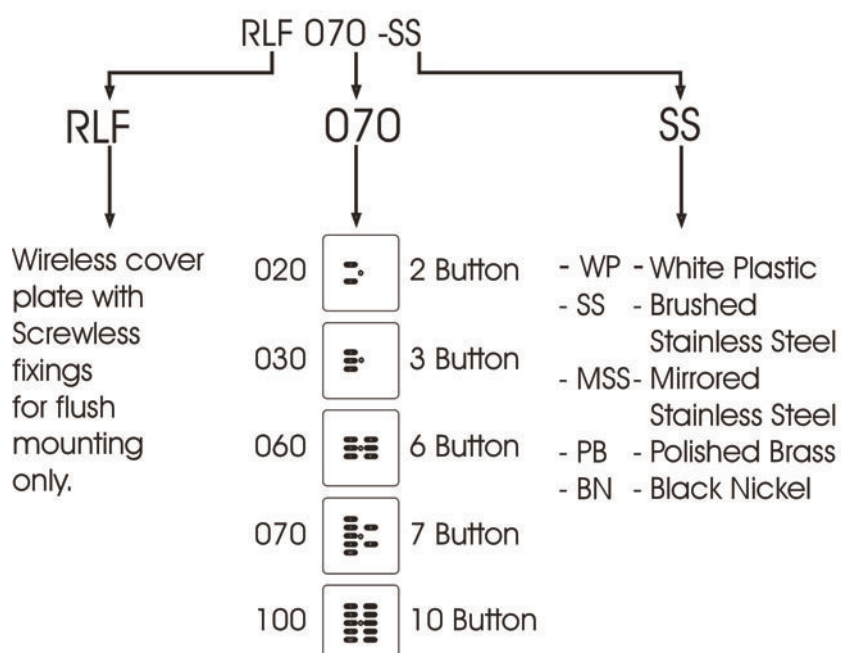 RLF 070 -SS
RLF
070
SS
Wireless cover
plate with
Screwless
fixings
for flush
mounting
only.
020 2 Button
030 3 Button
060 6 Button
070 7 Button
100 10 Button
- WP - White Plastic
- SS - Brushed
Stainless Steel
- MSS- Mirrored
Stainless Steel
- PB - Polished Brass
- BN - Black Nickel